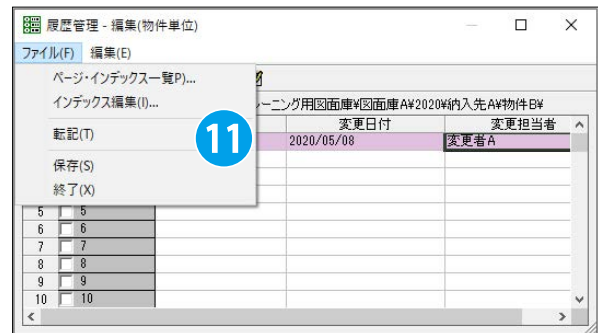 履歴管理 - 編集(物件単位)
ファイル(F) 編集(E)
ページ・インデックス一覧P)...
インデックス編集(I)...
転記(T)
保存(S)
終了(X)
11
ーニング用図面庫¥図面庫A¥2020¥納入先A¥物件B¥
変更日付 変更担当者
2020/05/08 変更者A
5 5
6 6
7 7
8 8
9 9
10 10